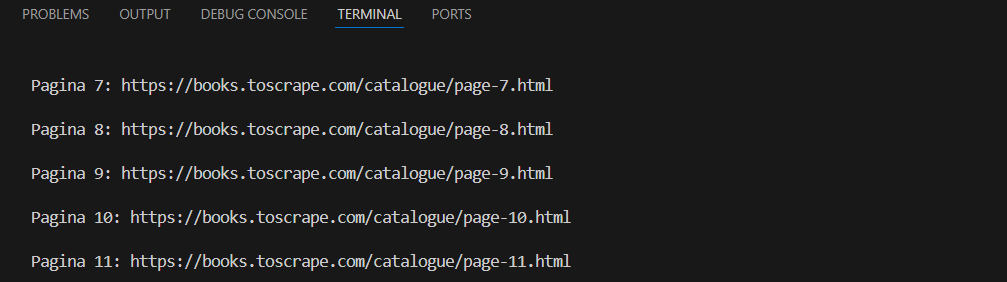 PROBLEMS OUTPUT DEBUG CONSOLE TERMINAL PORTS
Pagina 7: https://books.toscrape.com/catalogue/page-7.html
Pagina 8: https://books.toscrape.com/catalogue/page-8.html
Pagina 9: https://books.toscrape.com/catalogue/page-9.html
Pagina 10: https://books.toscrape.com/catalogue/page-10.html
Pagina 11: https://books.toscrape.com/catalogue/page-11.html